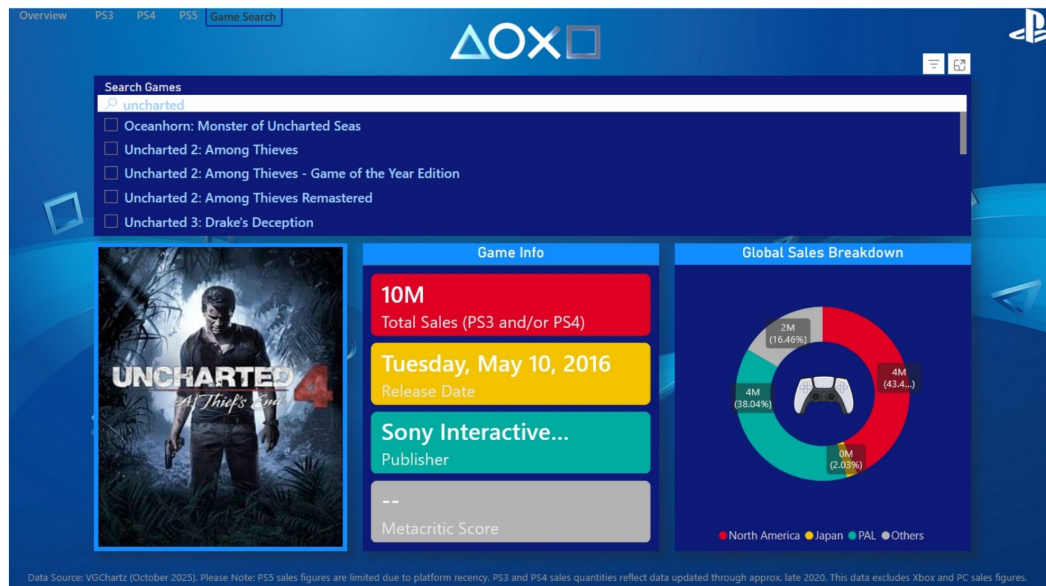 Overview PS3 PS4 PS5 Game Search
Search Games
uncharted
Oceanhorn: Monster of Uncharted Seas
Uncharted 2: Among Thieves
Uncharted 2: Among Thieves - Game of the Year Edition
Uncharted 2: Among Thieves Remastered
Uncharted 3: Drake's Deception
UNCHARTED 4
A Thief's End
Game Info
10M
Total Sales (PS3 and/or PS4)
Tuesday, May 10, 2016
Release Date
Sony Interactive...
Publisher
--
Metacritic Score
Global Sales Breakdown
2M
(16.46%)
4M
(43.4...)
4M
(38.04%)
0M
(2.03%)
North America Japan PAL Others
Data Source: VGChartz (October 2025). Please Note: PS5 sales figures are limited due to platform recency. PS3 and PS4 sales quantities reflect data updated through approx. late 2020. This data excludes Xbox and PC sales figures.